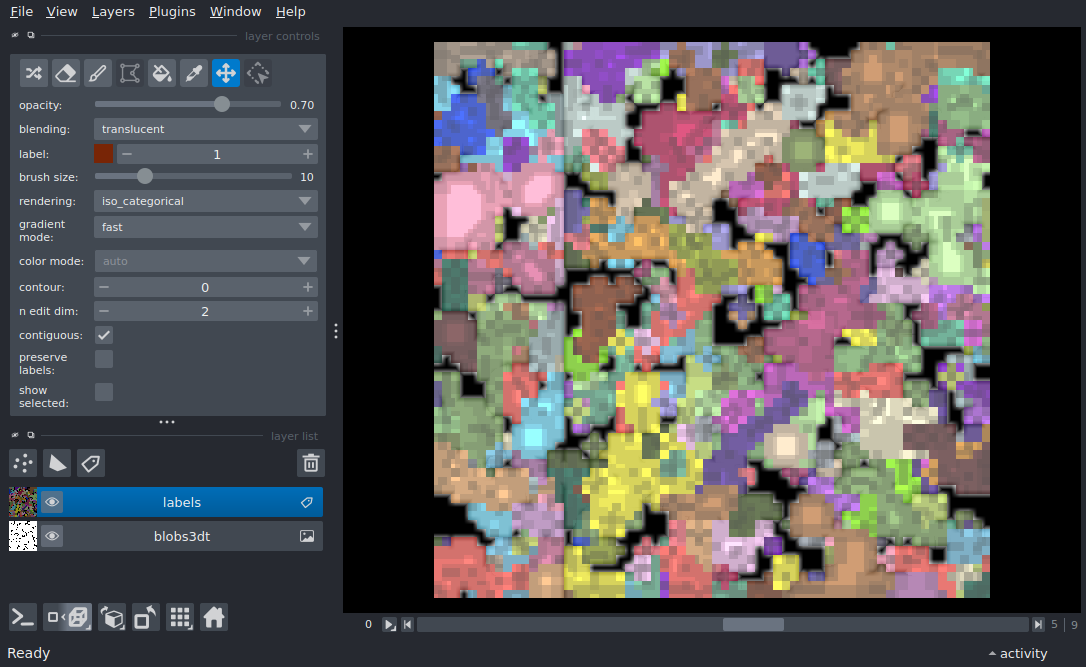 File View Layers Plugins Window Help
layer controls
opacity: 0.70
blending: translucent
label: 1
brush size: 10
rendering: iso_categorical
gradient
mode: fast
color mode: auto
contour: 0
n edit dim: 2
contiguous:
preserve
labels:
show
selected:
layer list
labels
blobs3dt
0 5 | 9
Ready activity